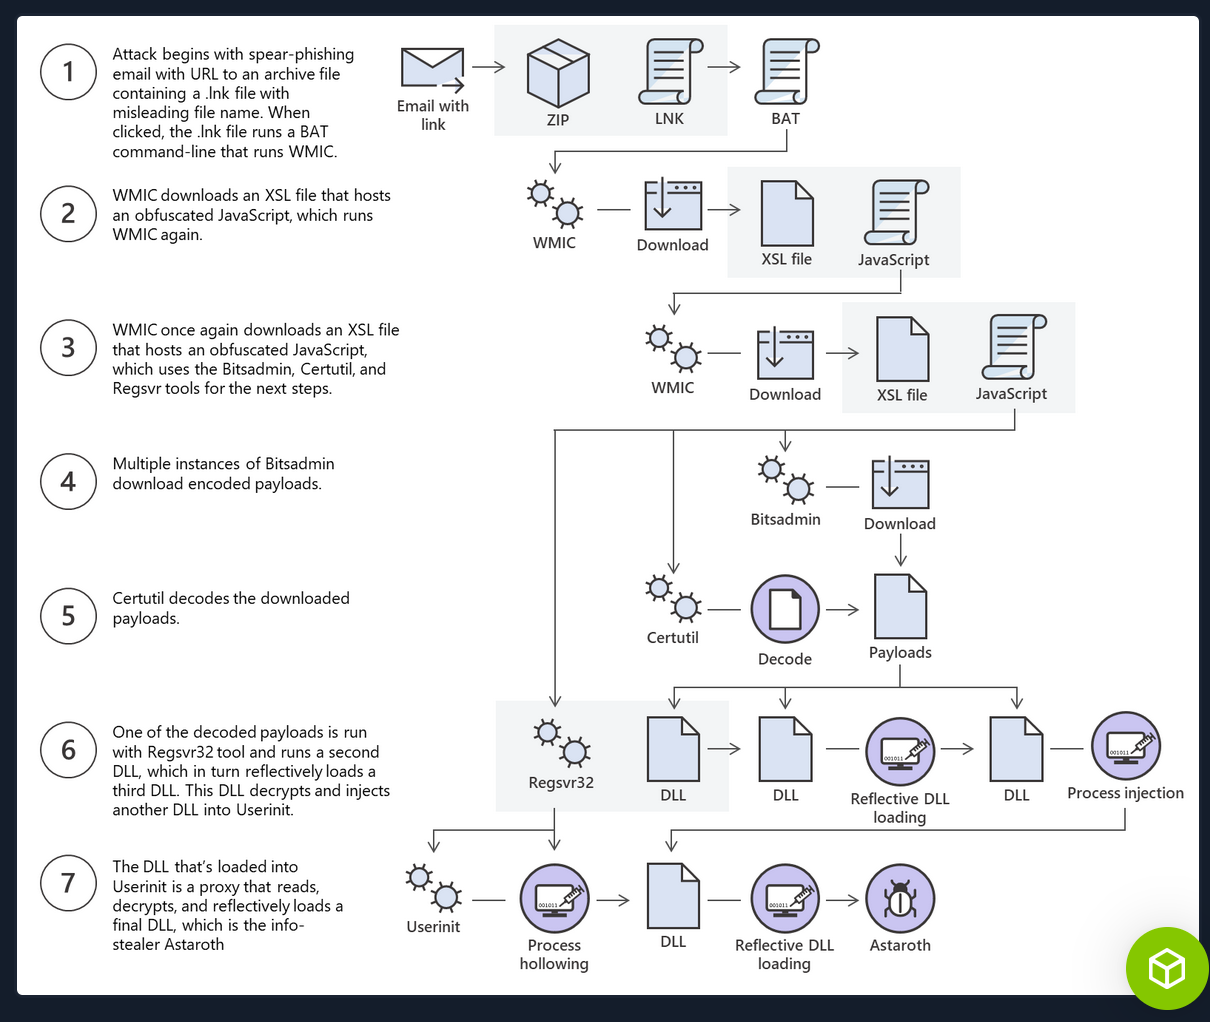 1
Attack begins with spear-phishing
email with URL to an archive file
containing a .lnk file with
misleading file name. When
clicked, the .lnk file runs a BAT
command-line that runs WMIC.
Email with
link
ZIP
LNK
BAT
2
WMIC downloads an XSL file that hosts
an obfuscated JavaScript, which runs
WMIC again.
WMIC
Download
XSL file
JavaScript
3
WMIC once again downloads an XSL file
that hosts an obfuscated JavaScript,
which uses the Bitsadmin, Certutil, and
Regsvr tools for the next steps.
WMIC
Download
XSL file
JavaScript
4
Multiple instances of Bitsadmin
download encoded payloads.
Bitsadmin
Download
5
Certutil decodes the downloaded
payloads.
Certutil
Decode
Payloads
6
One of the decoded payloads is run
with Regsvr32 tool and runs a second
DLL, which in turn reflectively loads a
third DLL. This DLL decrypts and injects
another DLL into Userinit.
Regsvr32
DLL
DLL
001011
Reflective DLL
loading
DLL
001011
Process injection
7
The DLL that's loaded into
Userinit is a proxy that reads,
decrypts, and reflectively loads a
final DLL, which is the info-
stealer Astaroth
Userinit
001011
Process
hollowing
DLL
001011
Reflective DLL
loading
Astaroth